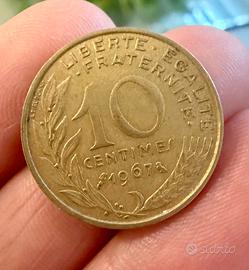 LIBERTE·EGALITE
·FRATERNITE·
10
CENTIMES
1967
subito